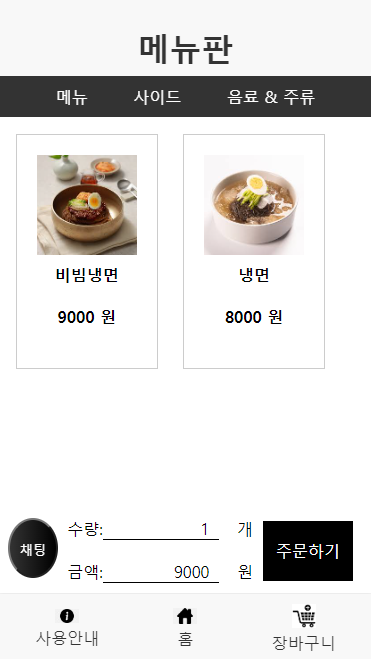 메뉴판
메뉴 사이드 음료 & 주류
비빔냉면 냉면
9000 원 8000 원
채팅
수량: 1 개
주문하기
금액: 9000 원
사용안내 홈 장바구니